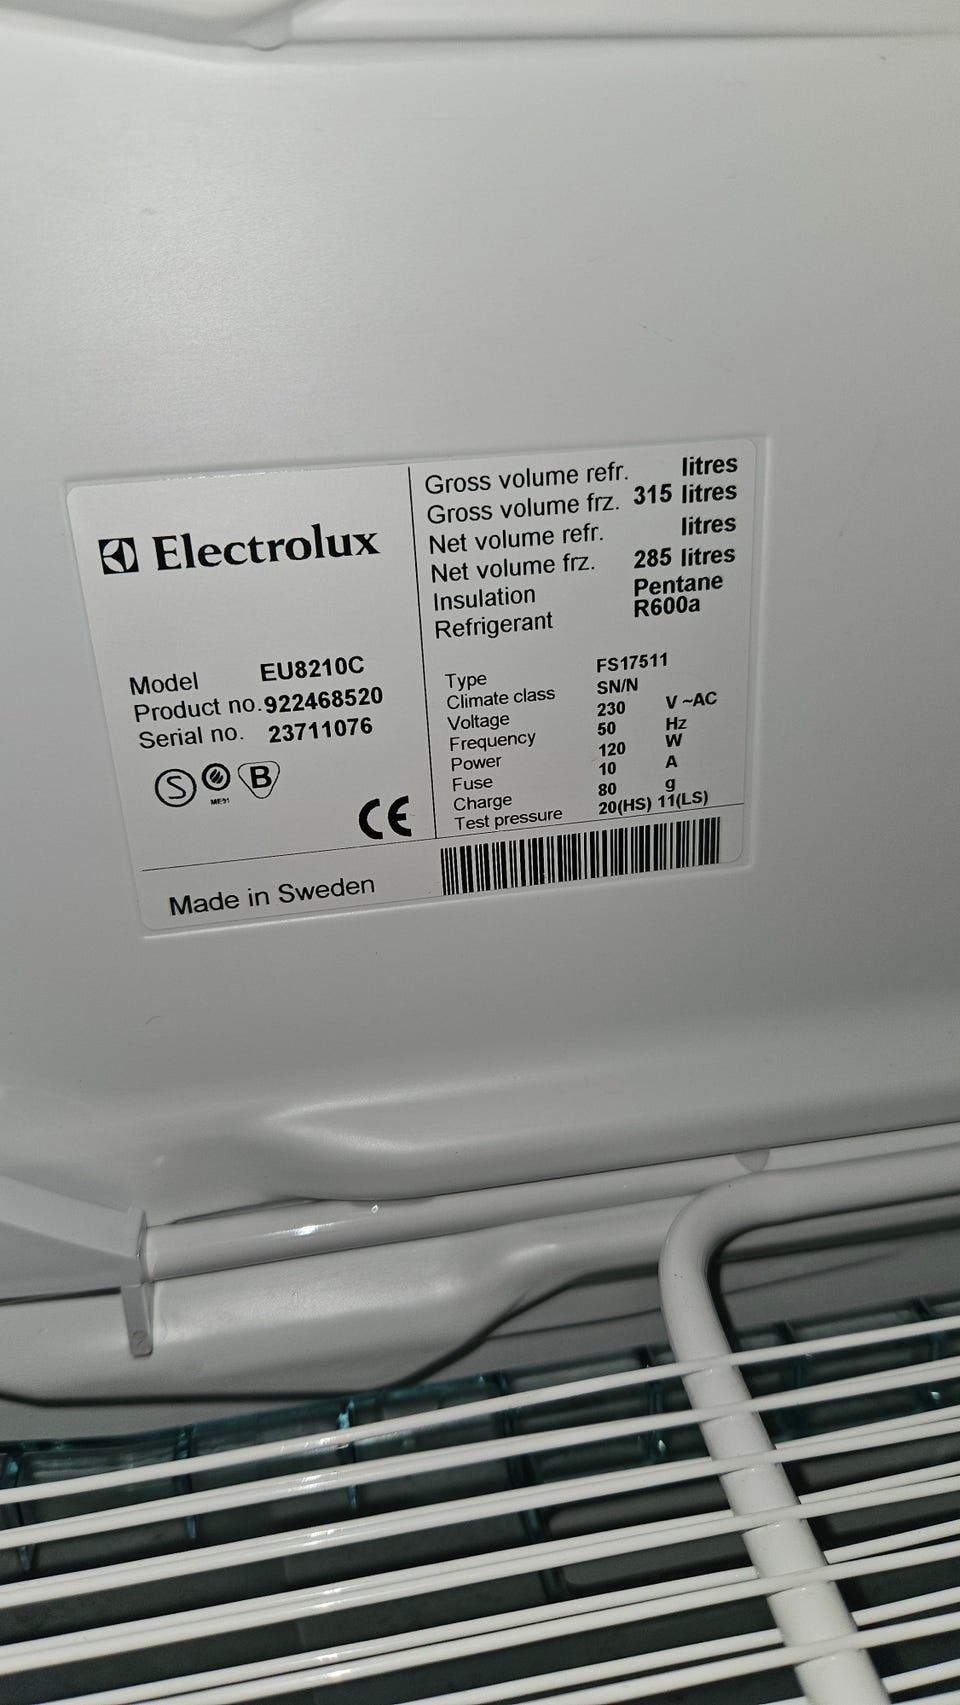 Electrolux
Model EU8210C
Product no. 922468520
Serial no. 23711076
S
B
CE
Made in Sweden
Gross volume refr. litres
Gross volume frz. 315 litres
Net volume refr. litres
Net volume frz. 285 litres
Insulation Pentane
Refrigerant R600a
Type FS17511
Climate class SN/N
Voltage 230 V ~AC
Frequency 50 Hz
Power 120 W
Fuse 10 A
Charge 80 g
Test pressure 20(HS) 11(LS)